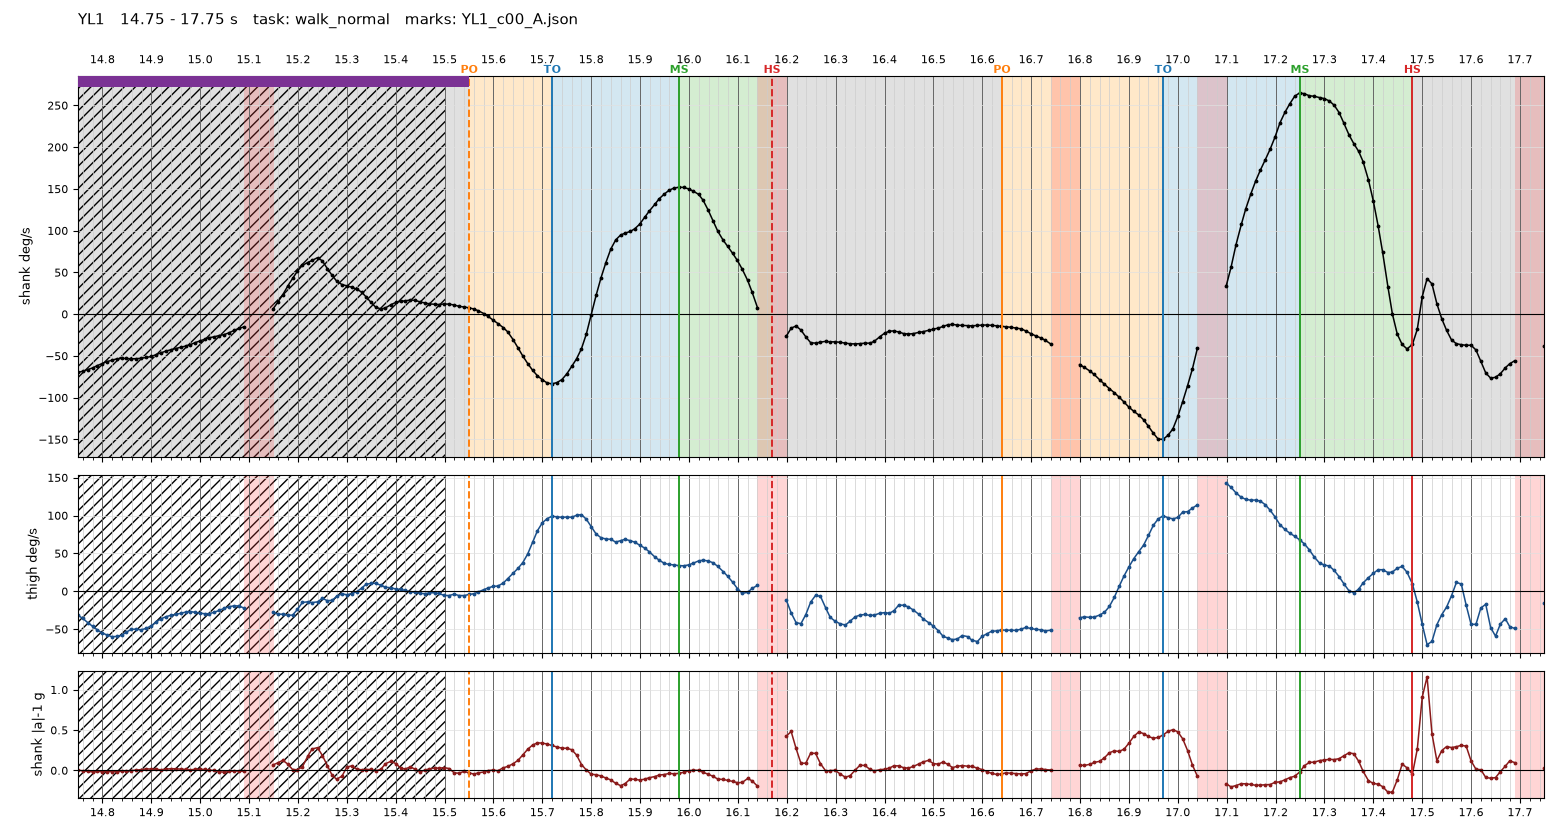 YL1   14.75 - 17.75 s   task: walk_normal   marks: YL1_c00_A.json
14.8 14.9 15.0 15.1 15.2 15.3 15.4 15.5 15.6 15.7 15.8 15.9 16.0 16.1 16.2 16.3 16.4 16.5 16.6 16.7 16.8 16.9 17.0 17.1 17.2 17.3 17.4 17.5 17.6 17.7
PO TO MS HS PO TO MS HS
shank deg/s
250
200
150
100
50
0
−50
−100
−150
thigh deg/s
150
100
50
0
−50
shank |a|-1 g
1.0
0.5
0.0
14.8 14.9 15.0 15.1 15.2 15.3 15.4 15.5 15.6 15.7 15.8 15.9 16.0 16.1 16.2 16.3 16.4 16.5 16.6 16.7 16.8 16.9 17.0 17.1 17.2 17.3 17.4 17.5 17.6 17.7